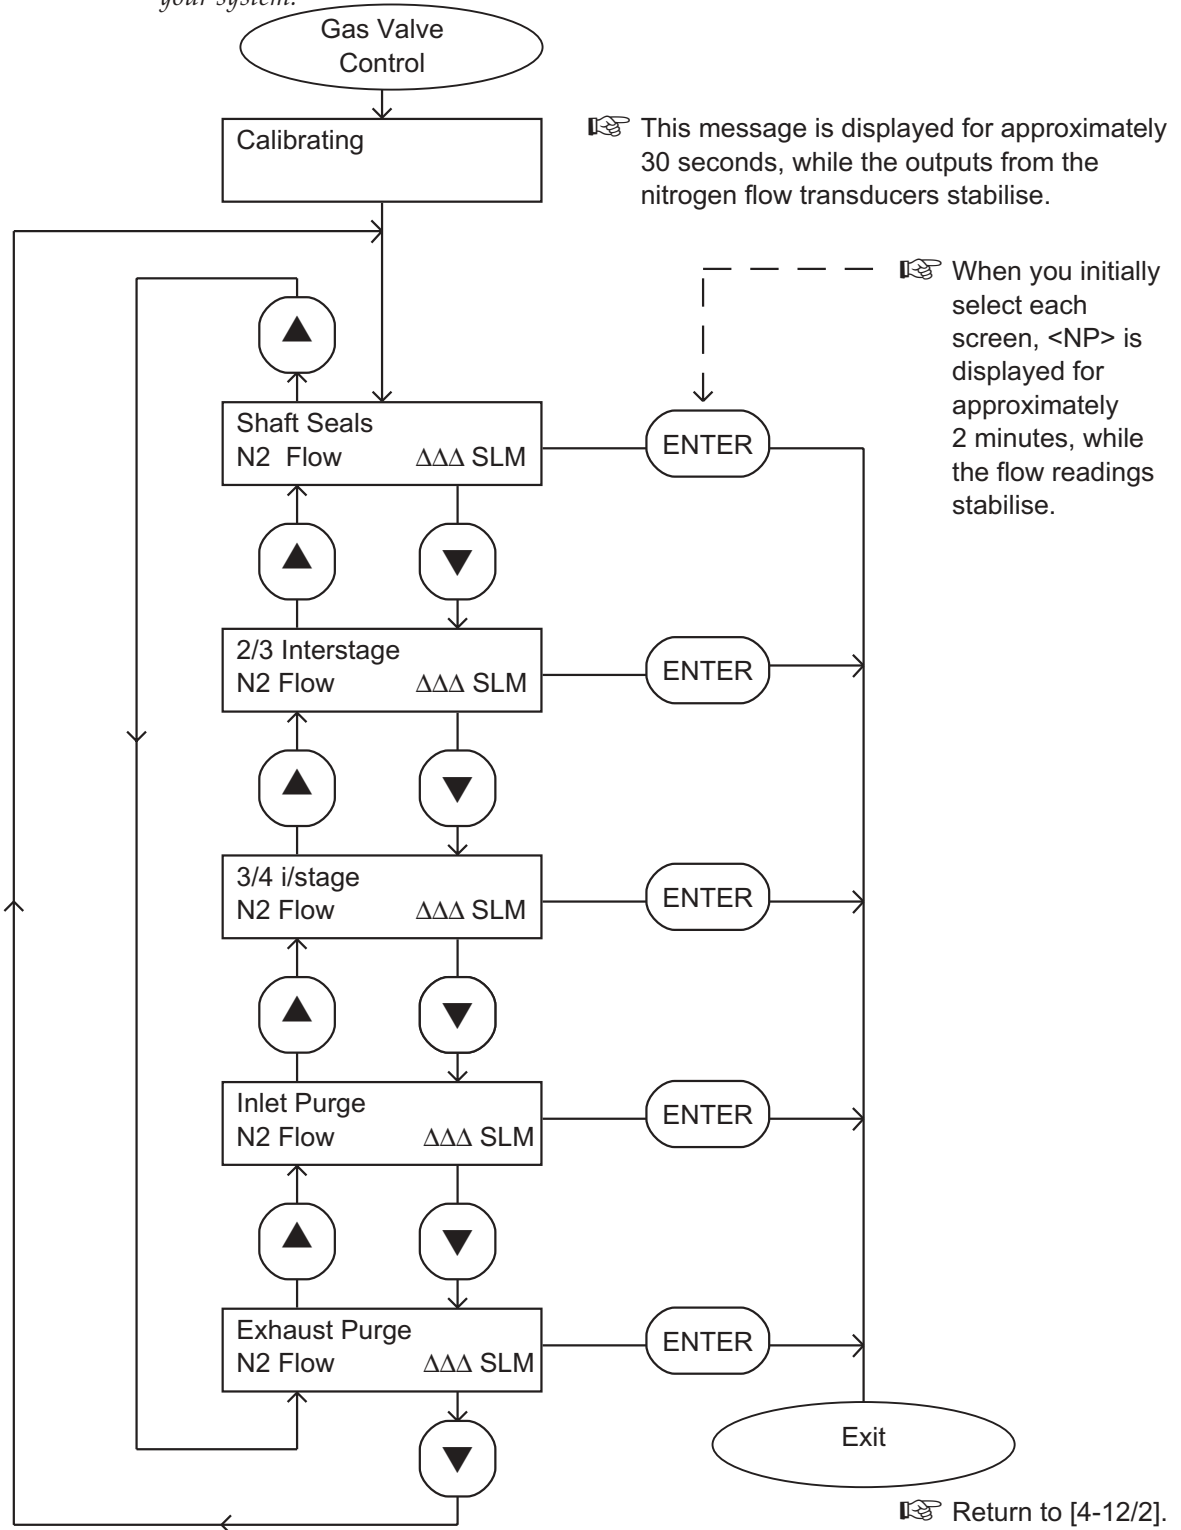 your system.
Gas Valve
Control
Calibrating
☞ This message is displayed for approximately
30 seconds, while the outputs from the
nitrogen flow transducers stabilise.
☞ When you initially
select each
screen, <NP> is
displayed for
approximately
2 minutes, while
the flow readings
stabilise.
▲
Shaft Seals
N2 Flow ΔΔΔ SLM
ENTER
▲ ▼
2/3 Interstage
N2 Flow ΔΔΔ SLM
ENTER
▲ ▼
3/4 i/stage
N2 Flow ΔΔΔ SLM
ENTER
▲ ▼
Inlet Purge
N2 Flow ΔΔΔ SLM
ENTER
▲ ▼
Exhaust Purge
N2 Flow ΔΔΔ SLM
ENTER
▼
Exit
☞ Return to [4-12/2].